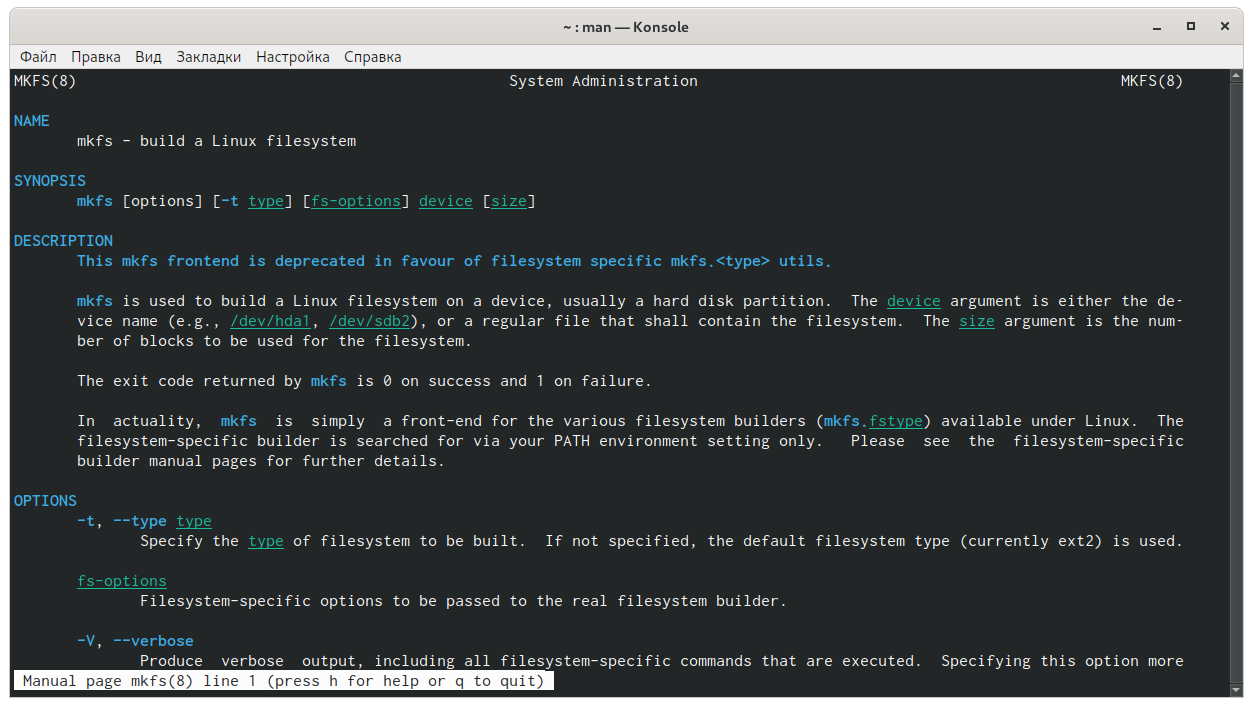 ~ : man — Konsole
Файл Правка Вид Закладки Настройка Справка
MKFS(8) System Administration MKFS(8)
NAME
mkfs - build a Linux filesystem
SYNOPSIS
mkfs [options] [-t type] [fs-options] device [size]
DESCRIPTION
This mkfs frontend is deprecated in favour of filesystem specific mkfs.<type> utils.
mkfs is used to build a Linux filesystem on a device, usually a hard disk partition. The device argument is either the de-
vice name (e.g., /dev/hda1, /dev/sdb2), or a regular file that shall contain the filesystem. The size argument is the num-
ber of blocks to be used for the filesystem.
The exit code returned by mkfs is 0 on success and 1 on failure.
In actuality, mkfs is simply a front-end for the various filesystem builders (mkfs.fstype) available under Linux. The
filesystem-specific builder is searched for via your PATH environment setting only. Please see the filesystem-specific
builder manual pages for further details.
OPTIONS
-t, --type type
Specify the type of filesystem to be built. If not specified, the default filesystem type (currently ext2) is used.
fs-options
Filesystem-specific options to be passed to the real filesystem builder.
-V, --verbose
Produce verbose output, including all filesystem-specific commands that are executed. Specifying this option more
Manual page mkfs(8) line 1 (press h for help or q to quit)